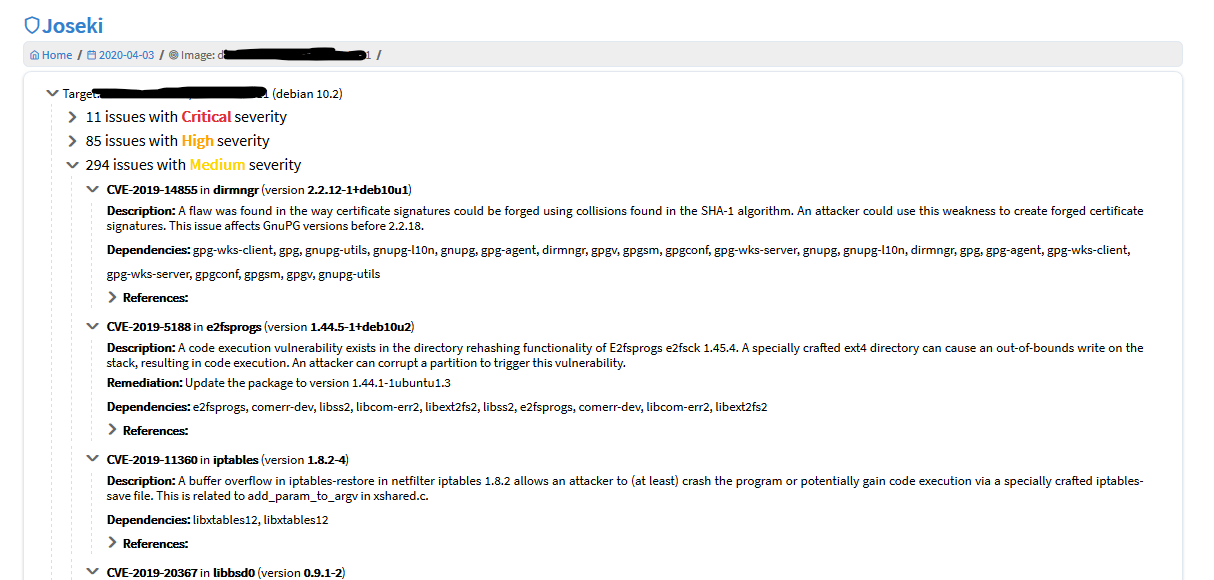 Joseki
Home / 2020-04-03 / Image: d 1 /
Target: 1 (debian 10.2)
11 issues with Critical severity
85 issues with High severity
294 issues with Medium severity
CVE-2019-14855 in dirmngr (version 2.2.12-1+deb10u1)
Description: A flaw was found in the way certificate signatures could be forged using collisions found in the SHA-1 algorithm. An attacker could use this weakness to create forged certificate
signatures. This issue affects GnuPG versions before 2.2.18.
Dependencies: gpg-wks-client, gpg, gnupg-utils, gnupg-l10n, gnupg, gpg-agent, dirmngr, gpgv, gpgsm, gpgconf, gpg-wks-server, gnupg, gnupg-l10n, dirmngr, gpg, gpg-agent, gpg-wks-client,
gpg-wks-server, gpgconf, gpgsm, gpgv, gnupg-utils
References:
CVE-2019-5188 in e2fsprogs (version 1.44.5-1+deb10u2)
Description: A code execution vulnerability exists in the directory rehashing functionality of E2fsprogs e2fsck 1.45.4. A specially crafted ext4 directory can cause an out-of-bounds write on the
stack, resulting in code execution. An attacker can corrupt a partition to trigger this vulnerability.
Remediation: Update the package to version 1.44.1-1ubuntu1.3
Dependencies: e2fsprogs, comerr-dev, libss2, libcom-err2, libext2fs2, libss2, e2fsprogs, comerr-dev, libcom-err2, libext2fs2
References:
CVE-2019-11360 in iptables (version 1.8.2-4)
Description: A buffer overflow in iptables-restore in netfilter iptables 1.8.2 allows an attacker to (at least) crash the program or potentially gain code execution via a specially crafted iptables-
save file. This is related to add_param_to_argv in xshared.c.
Dependencies: libxtables12, libxtables12
References:
CVE-2019-20367 in libbsd0 (version 0.9.1-2)